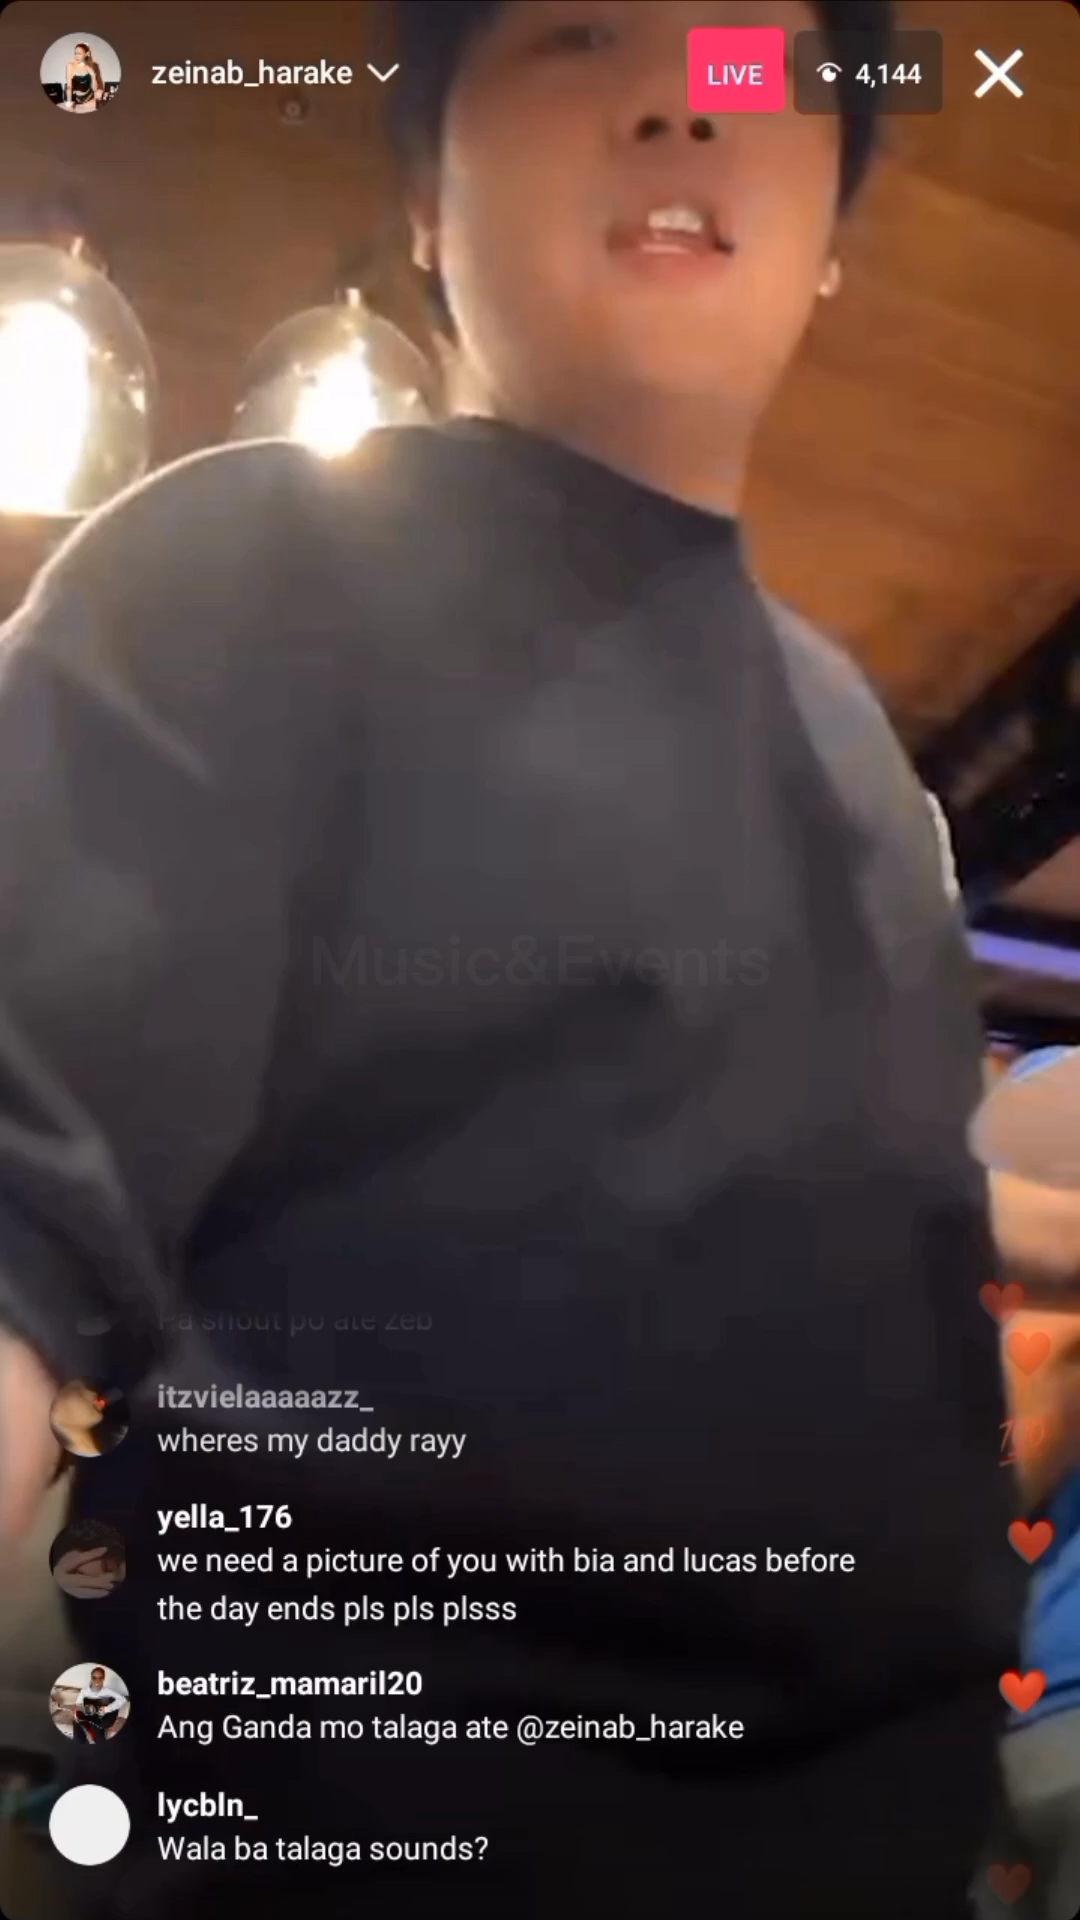 zeinab_harake
LIVE
4,144
Music&Events
Pa shout po ate zeb
itzvielaaaaazz_
wheres my daddy rayy
yella_176
we need a picture of you with bia and lucas before
the day ends pls pls plsss
beatriz_mamaril20
Ang Ganda mo talaga ate @zeinab_harake
lycbln_
Wala ba talaga sounds?